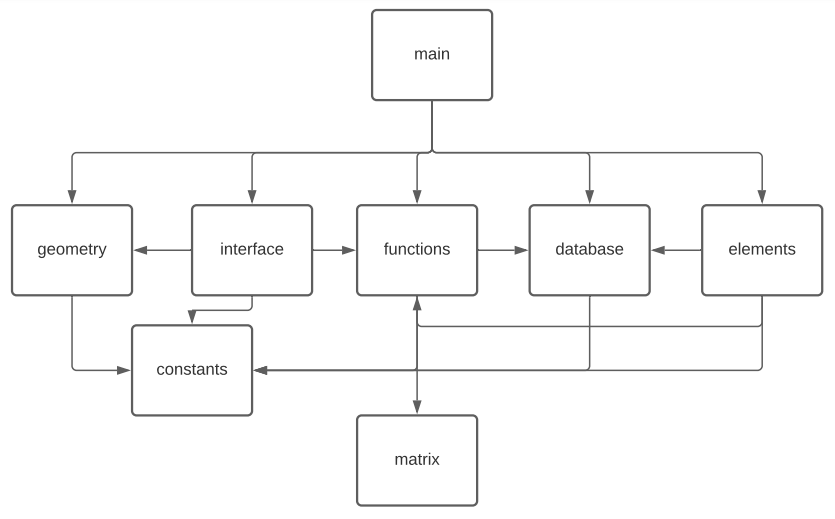 main
geometry
interface
functions
database
elements
constants
matrix